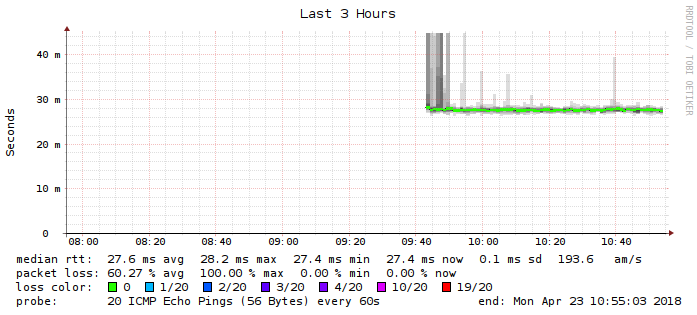 Last 3 Hours
RRDTOOL / TOBI OETIKER
Seconds
40 m
30 m
20 m
10 m
0
08:00 08:20 08:40 09:00 09:20 09:40 10:00 10:20 10:40
median rtt: 27.6 ms avg 28.2 ms max 27.4 ms min 27.4 ms now 0.1 ms sd 193.6 am/s
packet loss: 60.27 % avg 100.00 % max 0.00 % min 0.00 % now
loss color: 0 1/20 2/20 3/20 4/20 10/20 19/20
probe: 20 ICMP Echo Pings (56 Bytes) every 60s end: Mon Apr 23 10:55:03 2018